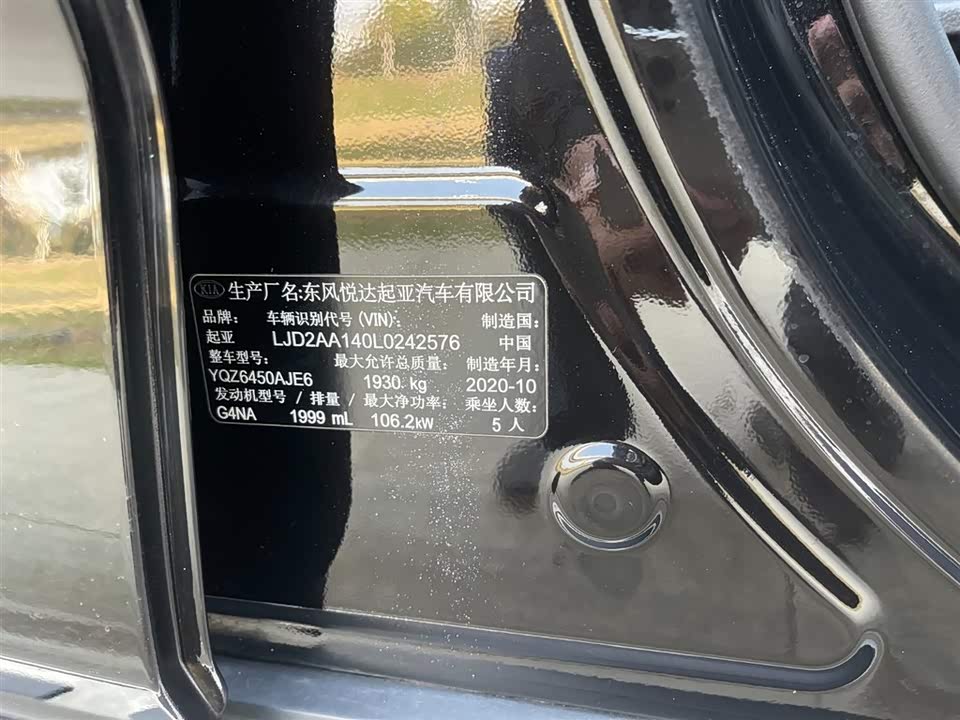 KIA 生产厂名:东风悦达起亚汽车有限公司
品牌: 车辆识别代号(VIN): 制造国:
起亚 LJD2AA140L0242576 中国
整车型号: 最大允许总质量: 制造年月:
YQZ6450AJE6 1930 kg 2020-10
发动机型号/排量/最大净功率: 乘坐人数:
G4NA 1999 mL 106.2kW 5 人